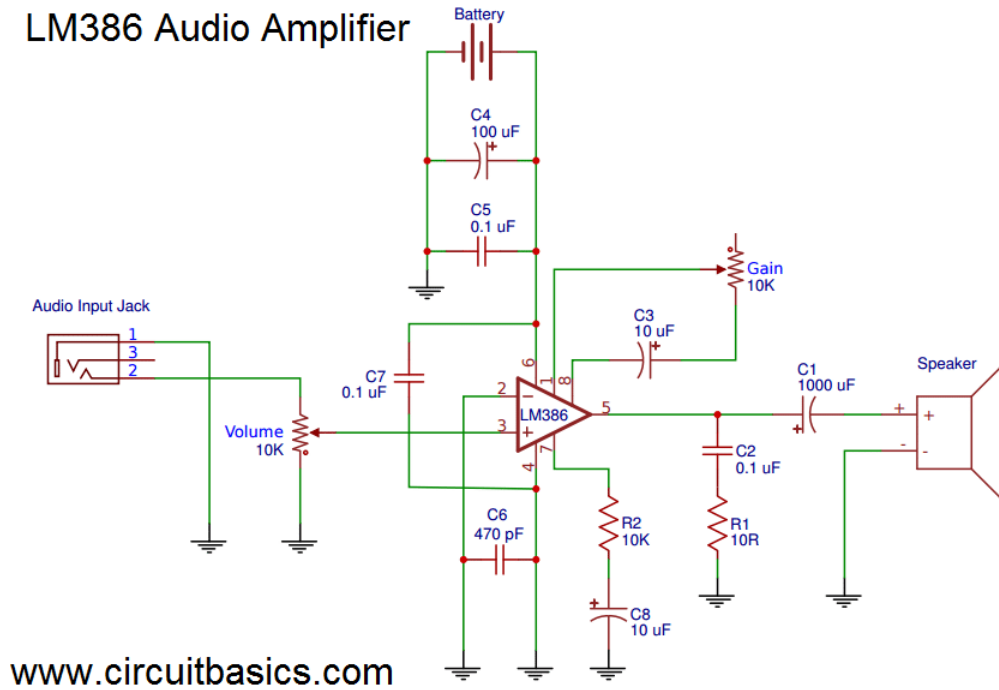 LM386 Audio Amplifier
Battery
C4
100 uF
+
C5
0.1 uF
Gain
10K
Audio Input Jack
1
3
2
C3
10 uF
+
C7
0.1 uF
6
1
8
2
−
LM386
3
+
5
4
7
Volume
10K
C1
1000 uF
+
Speaker
+
+
-
-
C2
0.1 uF
C6
470 pF
R2
10K
R1
10R
+
C8
10 uF
www.circuitbasics.com